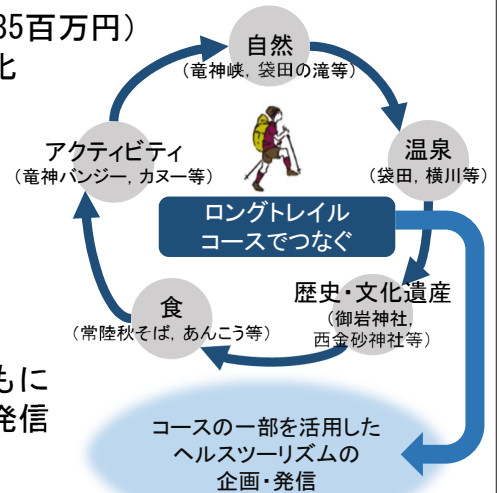 35百万円）
化
自然
（竜神峡，袋田の滝等）
アクティビティ
（竜神バンジー，カヌー等）
温泉
（袋田，横川等）
ロングトレイル
コースでつなぐ
歴史・文化遺産
（御岩神社，
西金砂神社等）
食
（常陸秋そば，あんこう等）
もに
発信
コースの一部を活用した
ヘルスツーリズムの
企画・発信